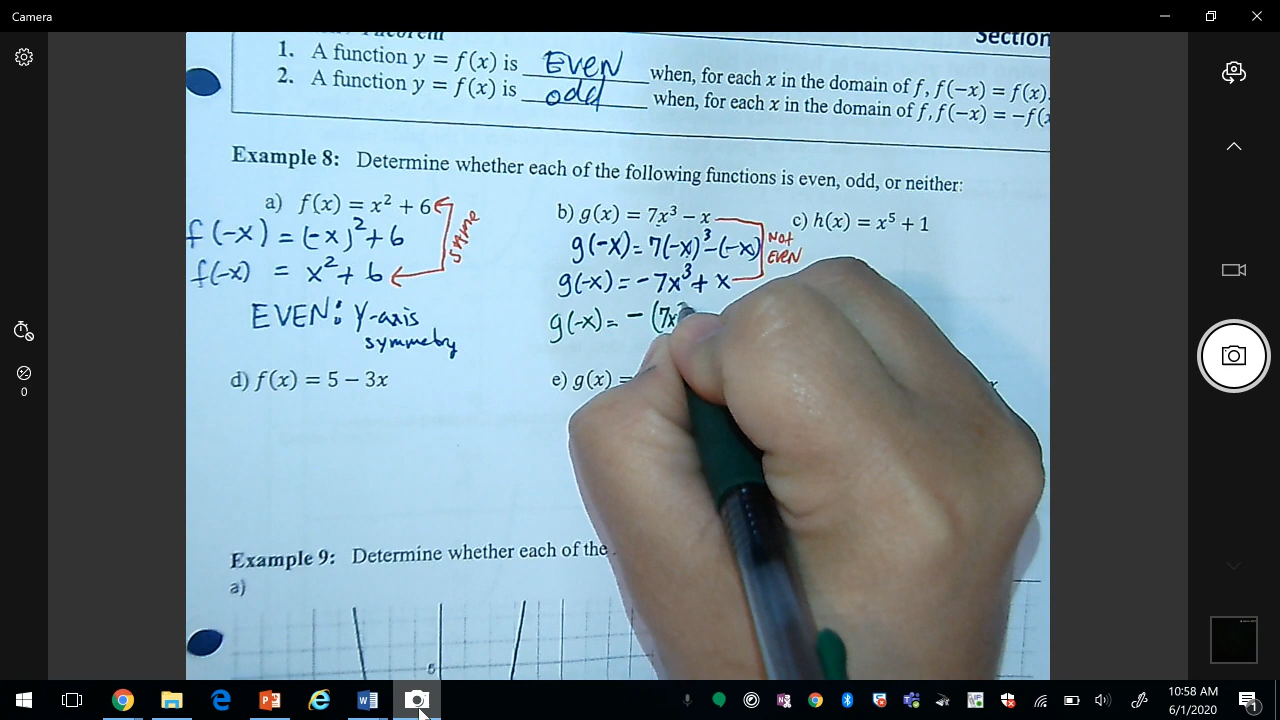 Camera
Section
1. A function y = f(x) is Even when, for each x in the domain of f, f(−x) = f(x).
2. A function y = f(x) is odd when, for each x in the domain of f, f(−x) = −f(
Example 8: Determine whether each of the following functions is even, odd, or neither:
a) f(x) = x² + 6
f(-x) = (-x)² + 6
f(-x) = x² + 6
same
EVEN: Y-axis
symmetry
b) g(x) = 7x³ − x
g(-x) = 7(-x)³ - (-x)
g(-x) = -7x³ + x
Not
EVEN
g(-x) = - (7x
c) h(x) = x⁵ + 1
d) f(x) = 5 − 3x
e) g(x) =
Example 9: Determine whether each of the
a)
6
0
10:58 AM
6/1/2020
1